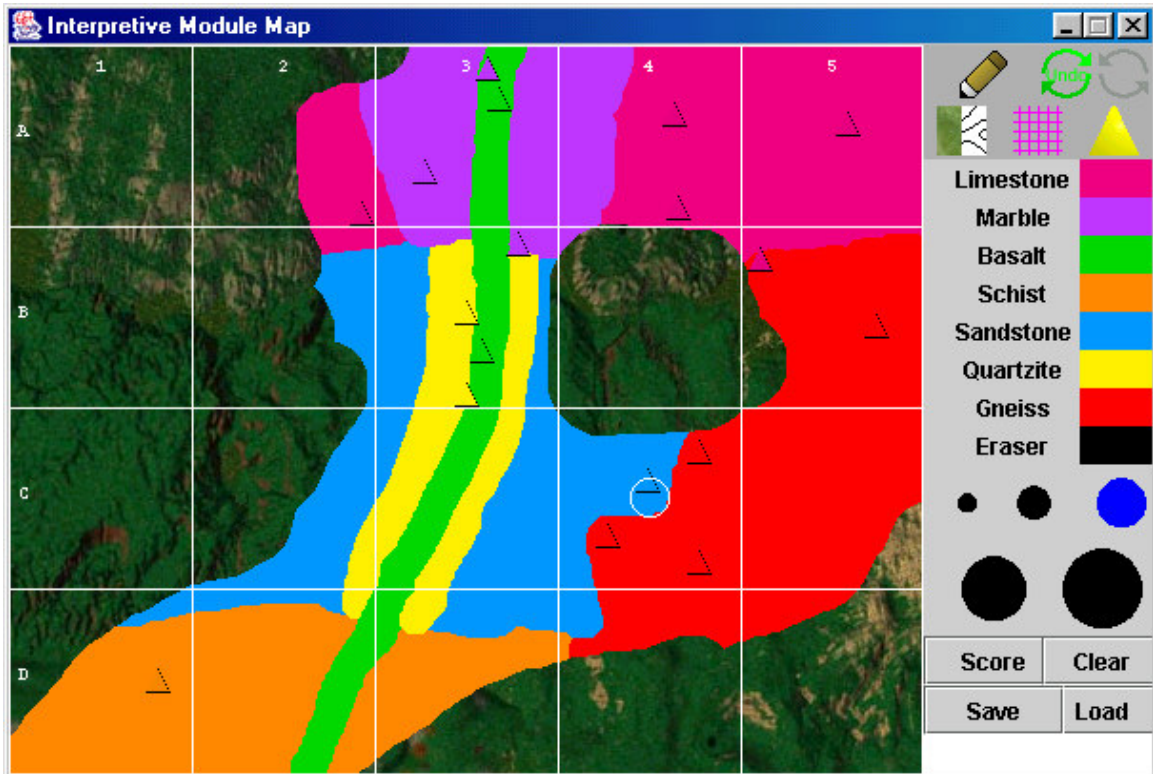 Interpretive Module Map
1 2 3 4 5
Undo
A
Limestone
Marble
Basalt
Schist
B
Sandstone
Quartzite
Gneiss
Eraser
C
D
Score Clear
Save Load